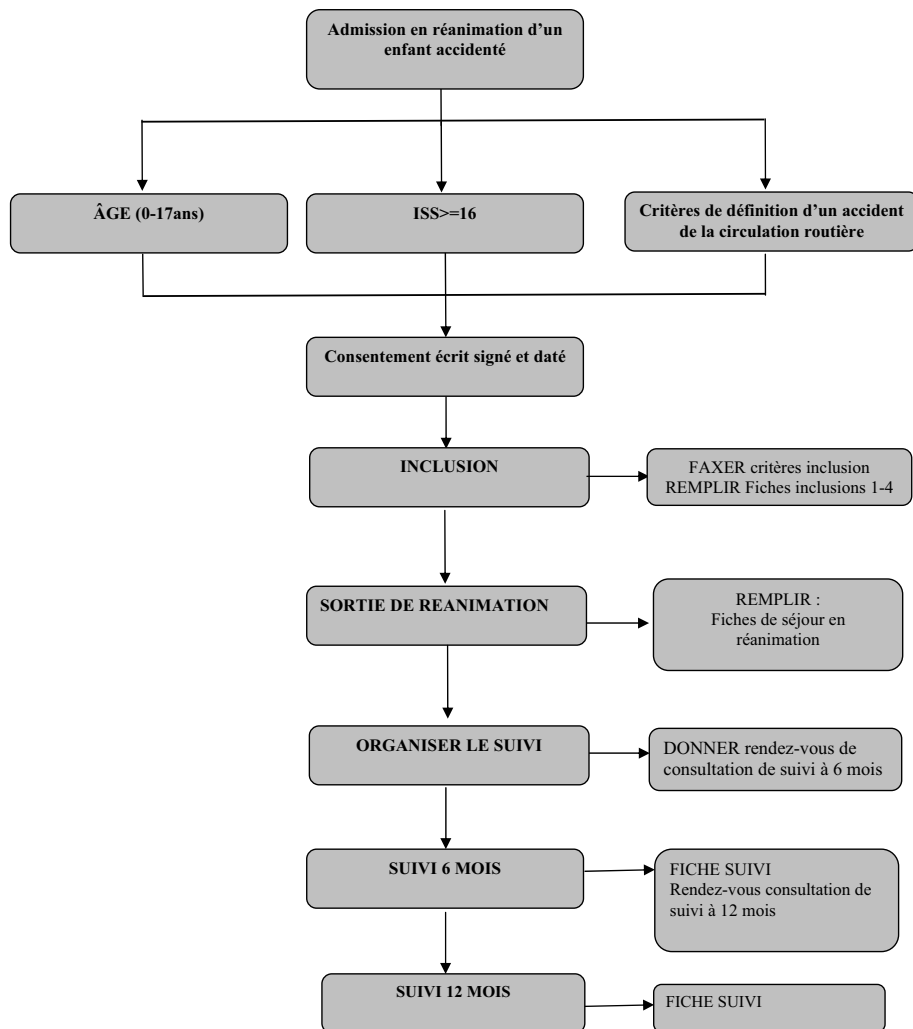 Admission en réanimation d’un
enfant accidenté
ÂGE (0-17ans)
ISS>=16
Critères de définition d’un accident
de la circulation routière
Consentement écrit signé et daté
INCLUSION
FAXER critères inclusion
REMPLIR Fiches inclusions 1-4
SORTIE DE REANIMATION
REMPLIR :
Fiches de séjour en
réanimation
ORGANISER LE SUIVI
DONNER rendez-vous de
consultation de suivi à 6 mois
SUIVI 6 MOIS
FICHE SUIVI
Rendez-vous consultation de
suivi à 12 mois
SUIVI 12 MOIS
FICHE SUIVI